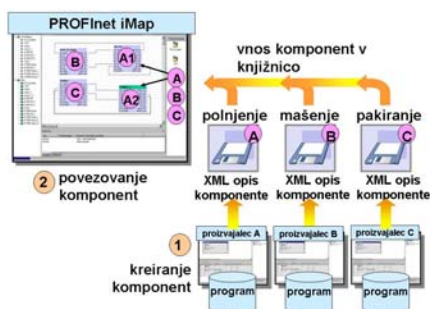 PROFInet iMap
B
A1
C
A2
A
B
C
vnos komponent v
knjižnico
polnjenje
mašenje
pakiranje
A
B
C
XML opis
komponente
XML opis
komponente
XML opis
komponente
2 povezovanje
komponent
1
kreiranje
komponent
proizvajalec A
proizvajalec B
proizvajalec C
program
program
program